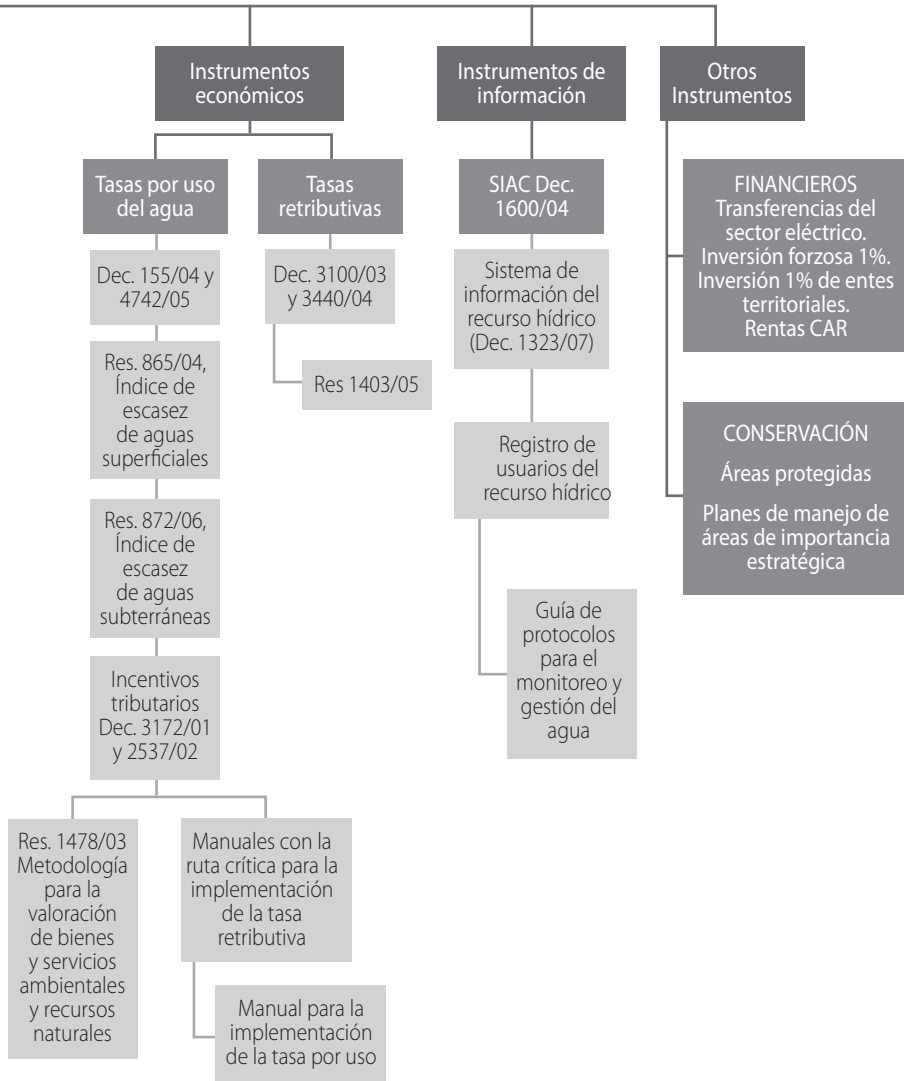 Instrumentos
económicos
Instrumentos de
información
Otros
Instrumentos
Tasas por uso
del agua
Tasas
retributivas
SIAC Dec.
1600/04
FINANCIEROS
Transferencias del
sector eléctrico.
Inversión forzosa 1%.
Inversión 1% de entes
territoriales.
Rentas CAR
Dec. 155/04 y
4742/05
Dec. 3100/03
y 3440/04
Sistema de
información del
recurso hídrico
(Dec. 1323/07)
Res. 865/04,
Índice de
escasez
de aguas
superficiales
Res 1403/05
Registro de
usuarios del
recurso hídrico
CONSERVACIÓN
Áreas protegidas
Planes de manejo de
áreas de importancia
estratégica
Res. 872/06,
Índice de
escasez
de aguas
subterráneas
Guía de
protocolos
para el
monitoreo y
gestión del
agua
Incentivos
tributarios
Dec. 3172/01
y 2537/02
Res. 1478/03
Metodología
para la
valoración
de bienes
y servicios
ambientales
y recursos
naturales
Manuales con la
ruta crítica para la
implementación
de la tasa
retributiva
Manual para la
implementación
de la tasa por uso